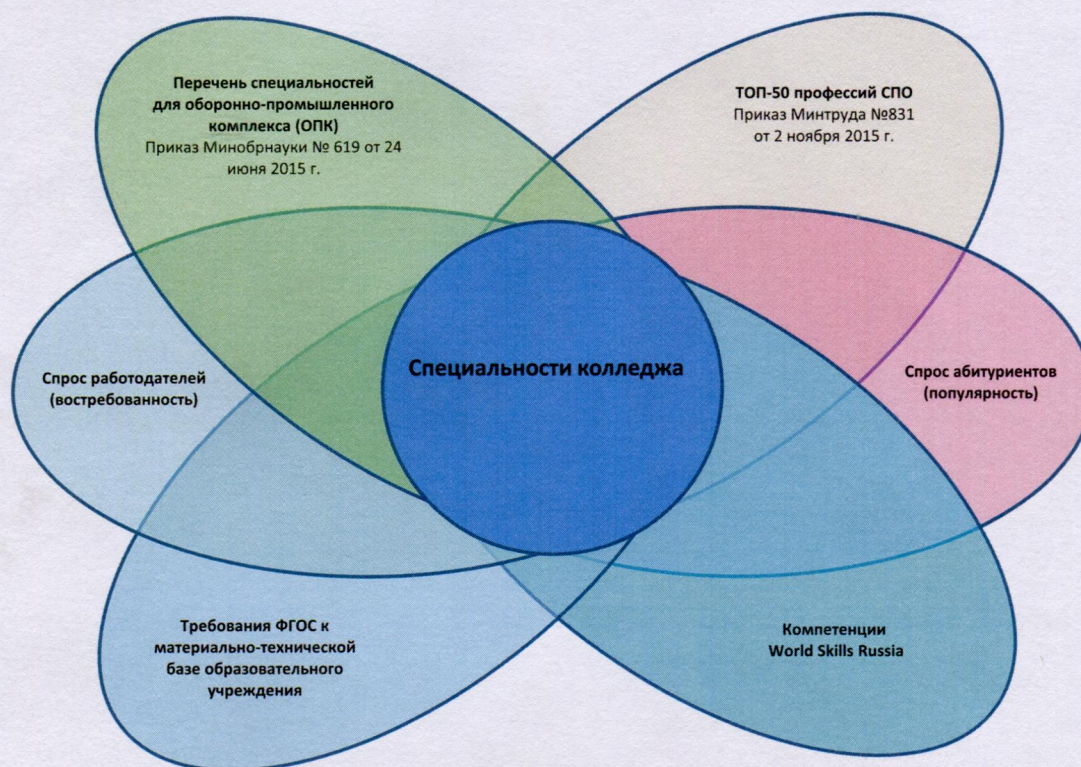 Перечень специальностей
для оборонно-промышленного
комплекса (ОПК)
Приказ Минобрнауки № 619 от 24
июня 2015 г.
ТОП-50 профессий СПО
Приказ Минтруда №831
от 2 ноября 2015 г.
Спрос работодателей
(востребованность)
Специальности колледжа
Спрос абитуриентов
(популярность)
Требования ФГОС к
материально-технической
базе образовательного
учреждения
Компетенции
World Skills Russia